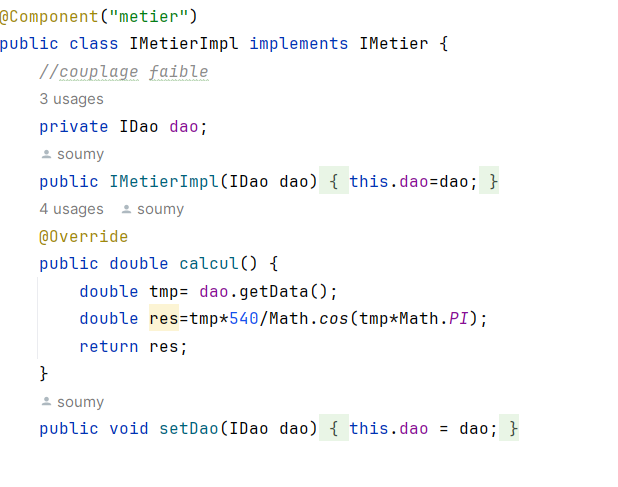 @Component("metier")
public class IMetierImpl implements IMetier {
//couplage faible
3 usages
private IDao dao;
soumy
public IMetierImpl(IDao dao) { this.dao=dao; }
4 usages soumy
@Override
public double calcul() {
double tmp= dao.getData();
double res=tmp*540/Math.cos(tmp*Math.PI);
return res;
}
soumy
public void setDao(IDao dao) { this.dao = dao; }